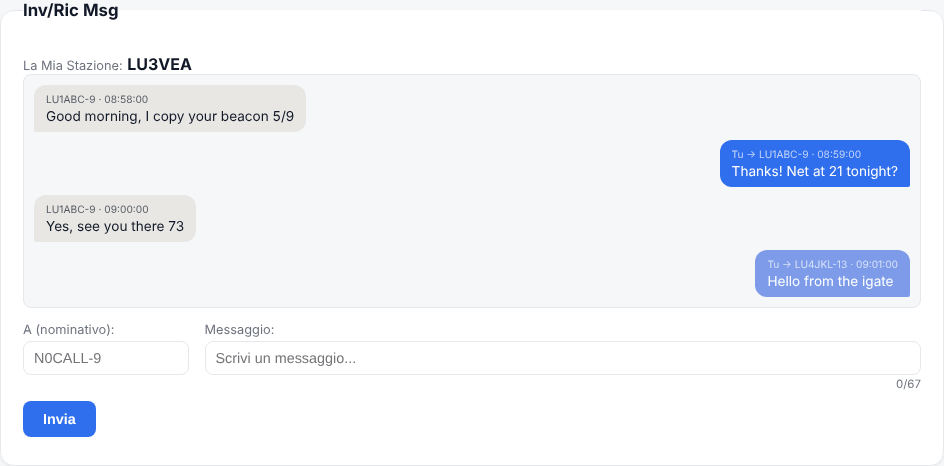 Inv/Ric Msg
La Mia Stazione: LU3VEA
LU1ABC-9 · 08:58:00
Good morning, I copy your beacon 5/9
Tu → LU1ABC-9 · 08:59:00
Thanks! Net at 21 tonight?
LU1ABC-9 · 09:00:00
Yes, see you there 73
Tu → LU4JKL-13 · 09:01:00
Hello from the igate
A (nominativo):
Messaggio:
N0CALL-9
Scrivi un messaggio...
0/67
Invia